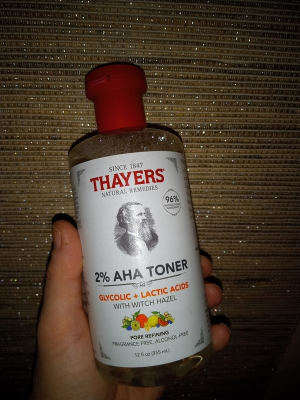 SINCE 1847
THAYERS
NATURAL REMEDIES
96%
2% AHA TONER
GLYCOLIC + LACTIC ACIDS
WITH WITCH HAZEL
PORE REFINING
FRAGRANCE-FREE, ALCOHOL-FREE
12 fl oz (355 mL)